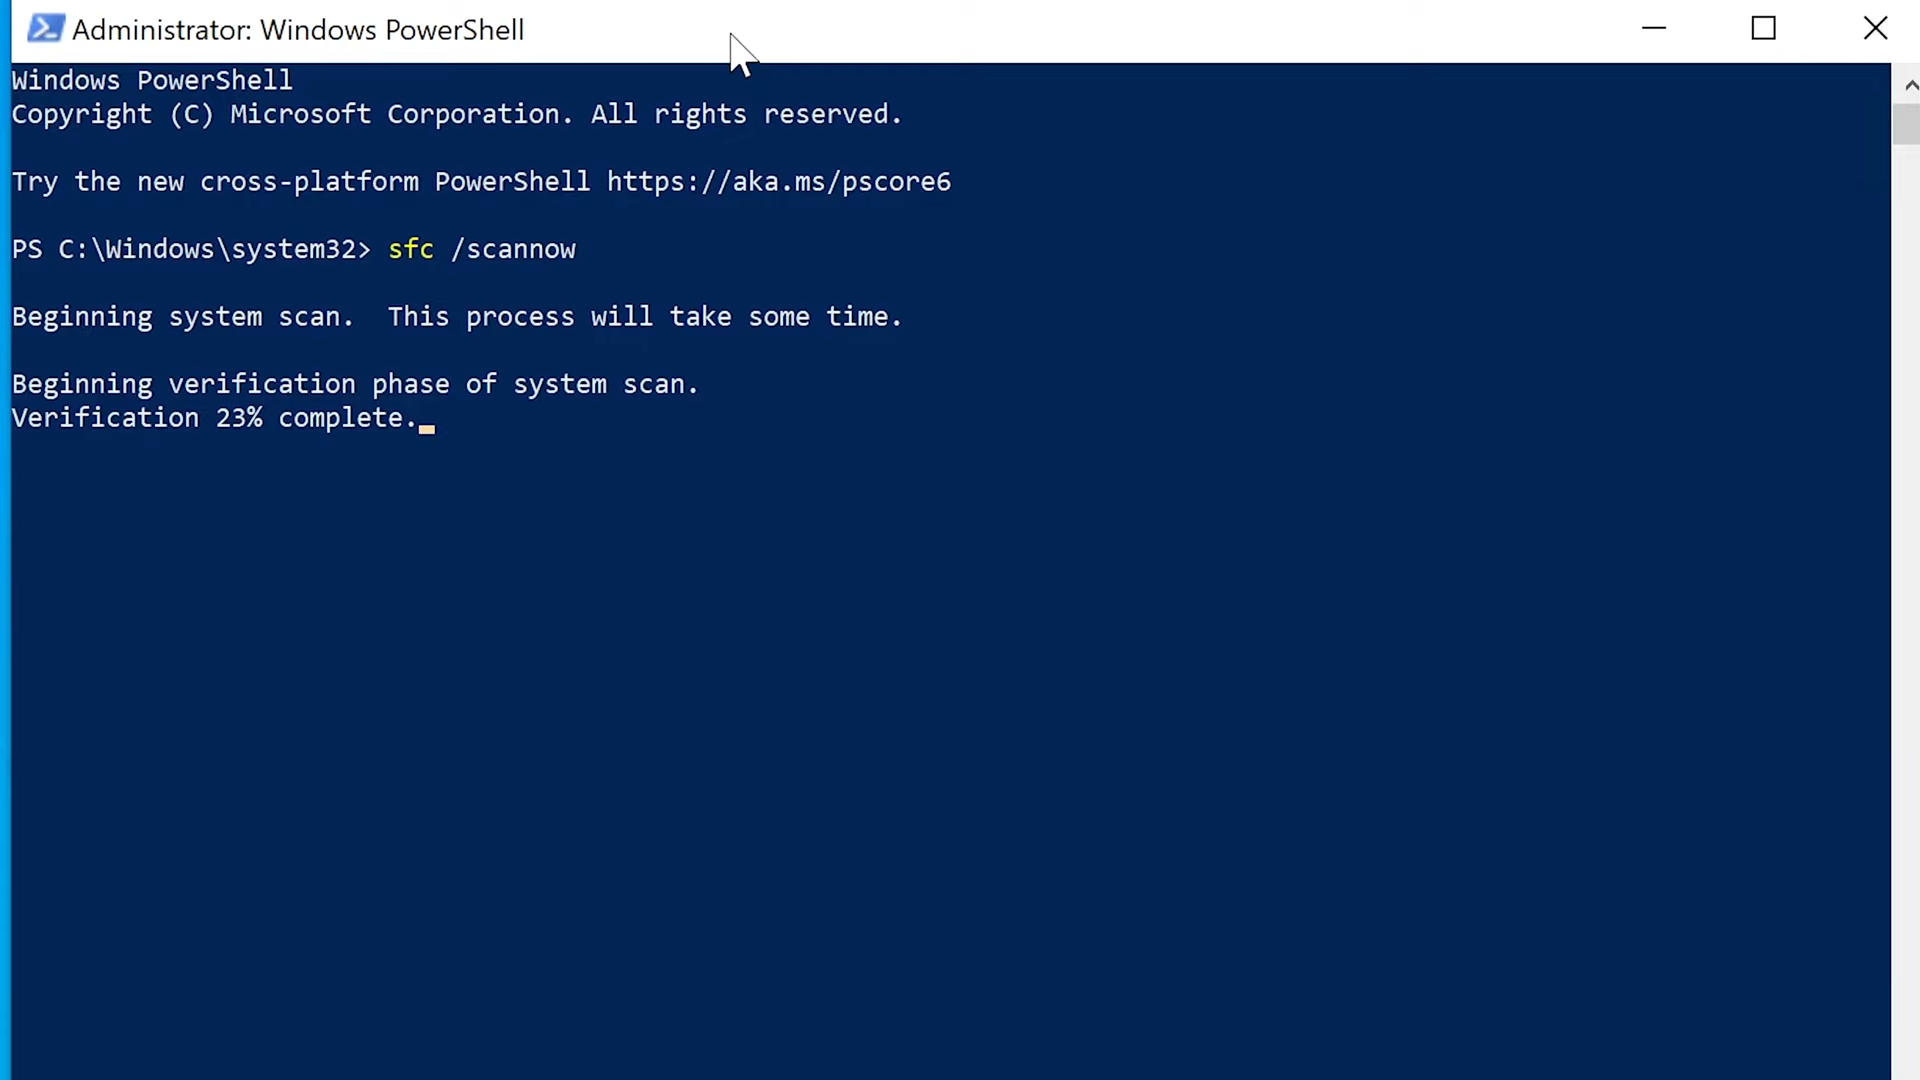 Administrator: Windows PowerShell
Windows PowerShell
Copyright (C) Microsoft Corporation. All rights reserved.
Try the new cross-platform PowerShell https://aka.ms/pscore6
PS C:\Windows\system32> sfc /scannow
Beginning system scan.  This process will take some time.
Beginning verification phase of system scan.
Verification 23% complete.